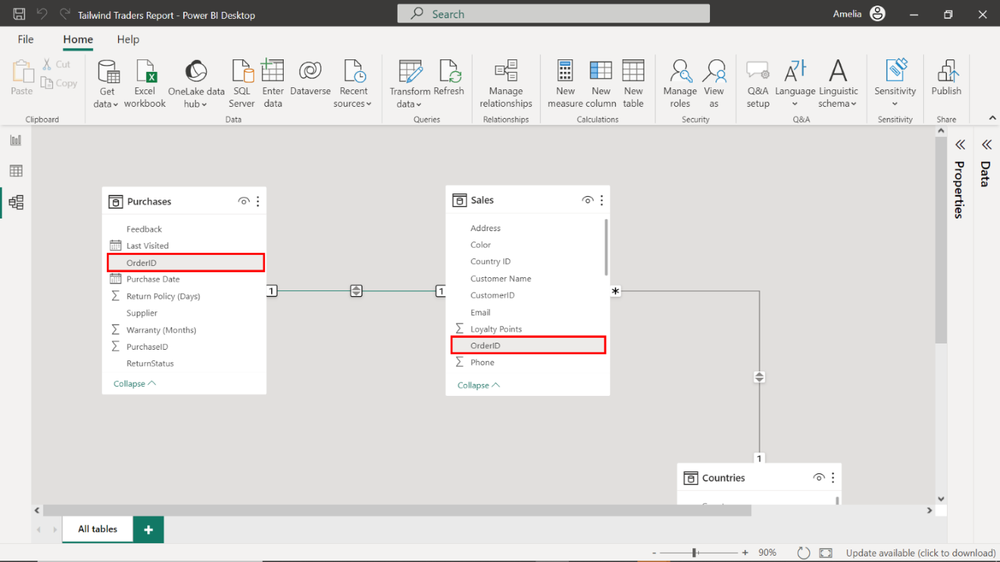 Tailwind Traders Report - Power BI Desktop
Search
Amelia
File
Home
Help
Paste
Cut
Copy
Clipboard
Get data
Excel workbook
OneLake data hub
SQL Server
Enter data
Dataverse
Recent sources
Data
Transform data
Refresh
Queries
Manage relationships
Relationships
New measure
New column
New table
Calculations
Manage roles
View as
Security
Q&A setup
Language
Linguistic schema
Q&A
Sensitivity
Sensitivity
Publish
Share
Purchases
Feedback
Last Visited
OrderID
Purchase Date
Return Policy (Days)
Supplier
Warranty (Months)
PurchaseID
ReturnStatus
Collapse
1
1
Sales
Address
Color
Country ID
Customer Name
CustomerID
Email
Loyalty Points
OrderID
Phone
Collapse
*
1
Countries
Properties
Data
All tables
+
- + 90%
Update available (click to download)